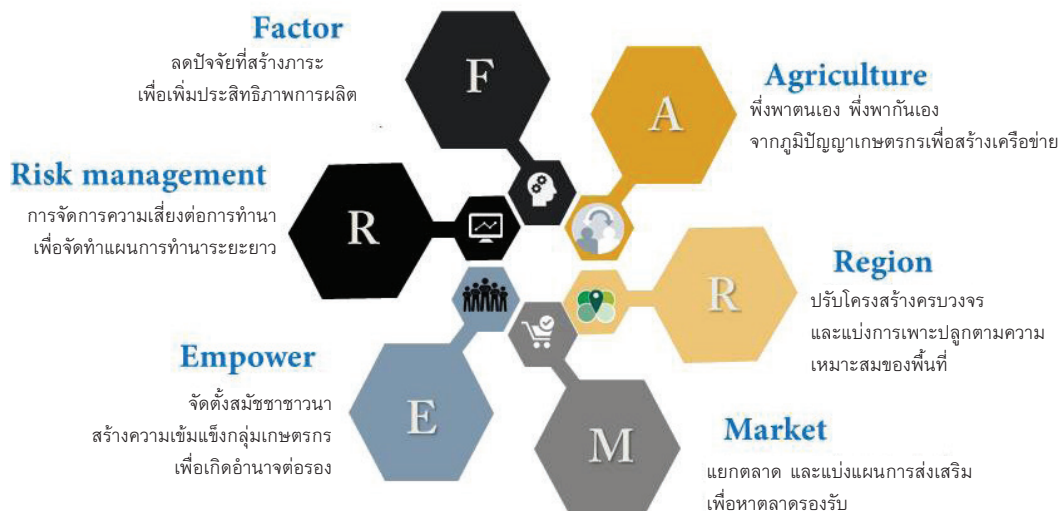 F
Factor
ลดปัจจัยที่สร้างภาระ
เพื่อเพิ่มประสิทธิภาพการผลิต
A
Agriculture
พึ่งพาตนเอง พึ่งพากันเอง
จากภูมิปัญญาเกษตรกรเพื่อสร้างเครือข่าย
R
Region
ปรับโครงสร้างครบวงจร
และแบ่งการเพาะปลูกตามความ
เหมาะสมของพื้นที่
M
Market
แยกตลาด และแบ่งแผนการส่งเสริม
เพื่อหาตลาดรองรับ
E
Empower
จัดตั้งสมัชชาชาวนา
สร้างความเข้มแข็งกลุ่มเกษตรกร
เพื่อเกิดอำนาจต่อรอง
R
Risk management
การจัดการความเสี่ยงต่อการทำนา
เพื่อจัดทำแผนการทำนาระยะยาว